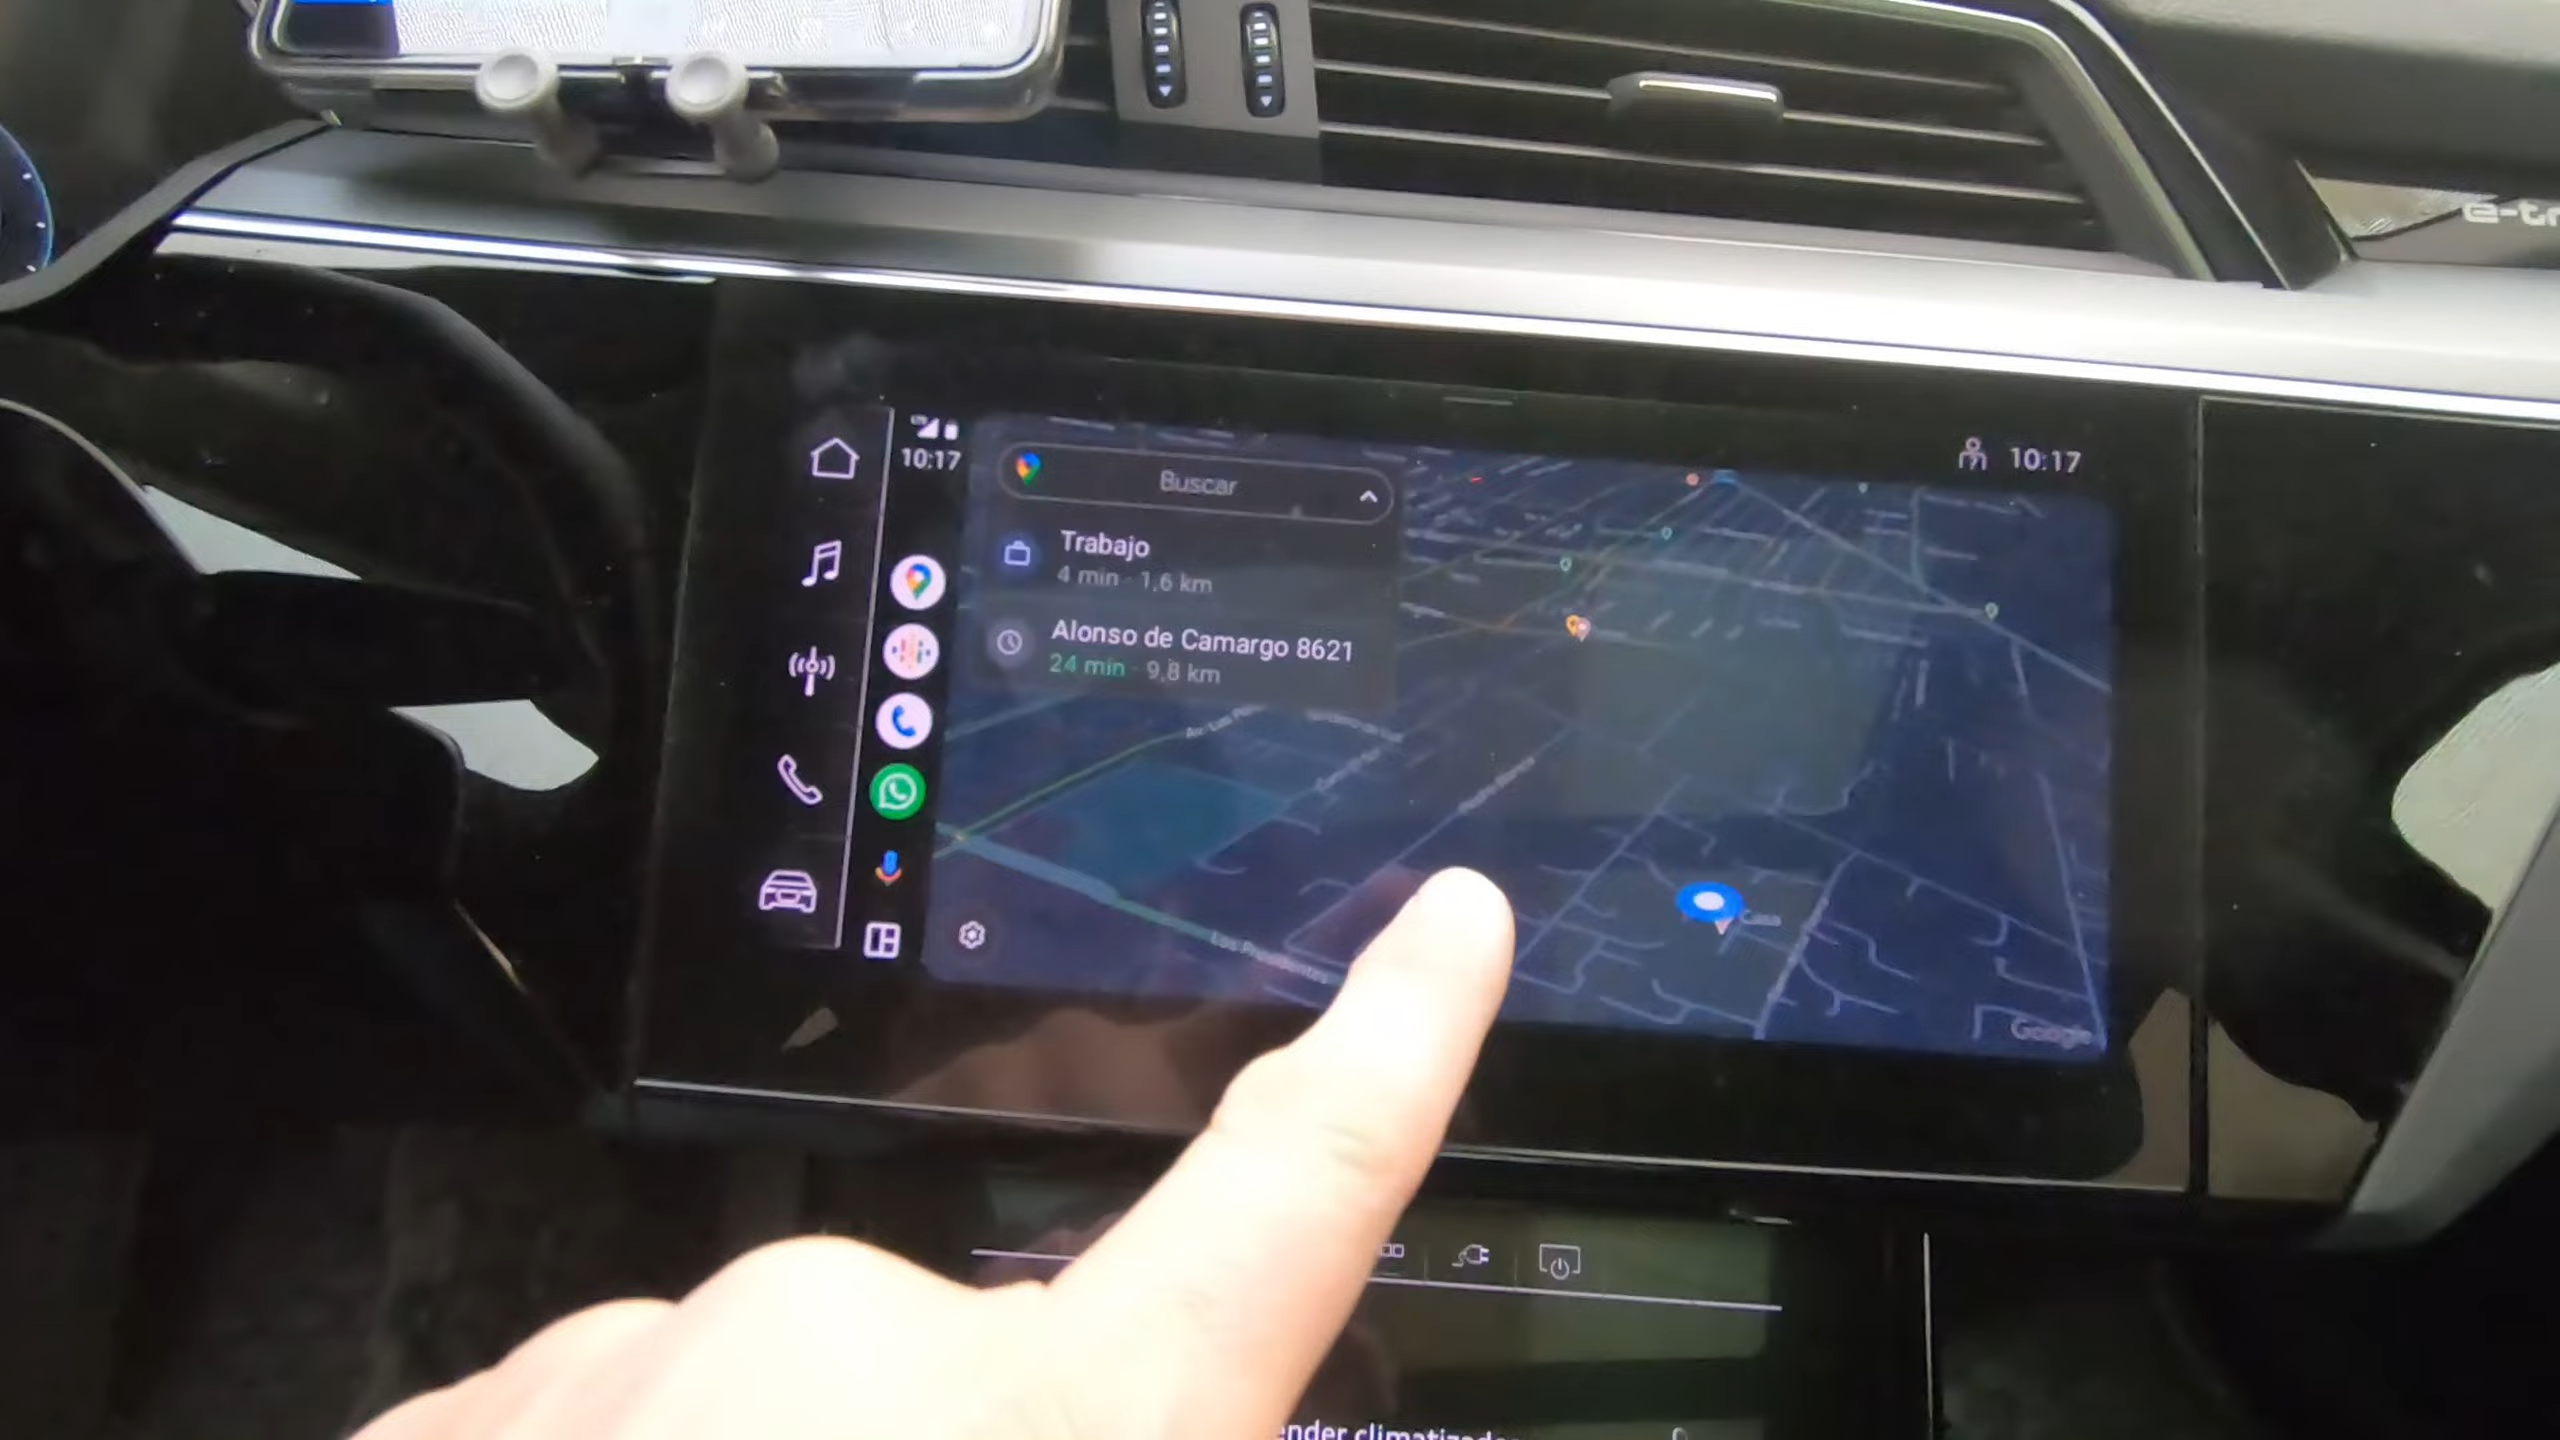 10:17
Buscar
10:17
Trabajo
4 min · 1,6 km
Alonso de Camargo 8621
24 min · 9,8 km
Casa
Google